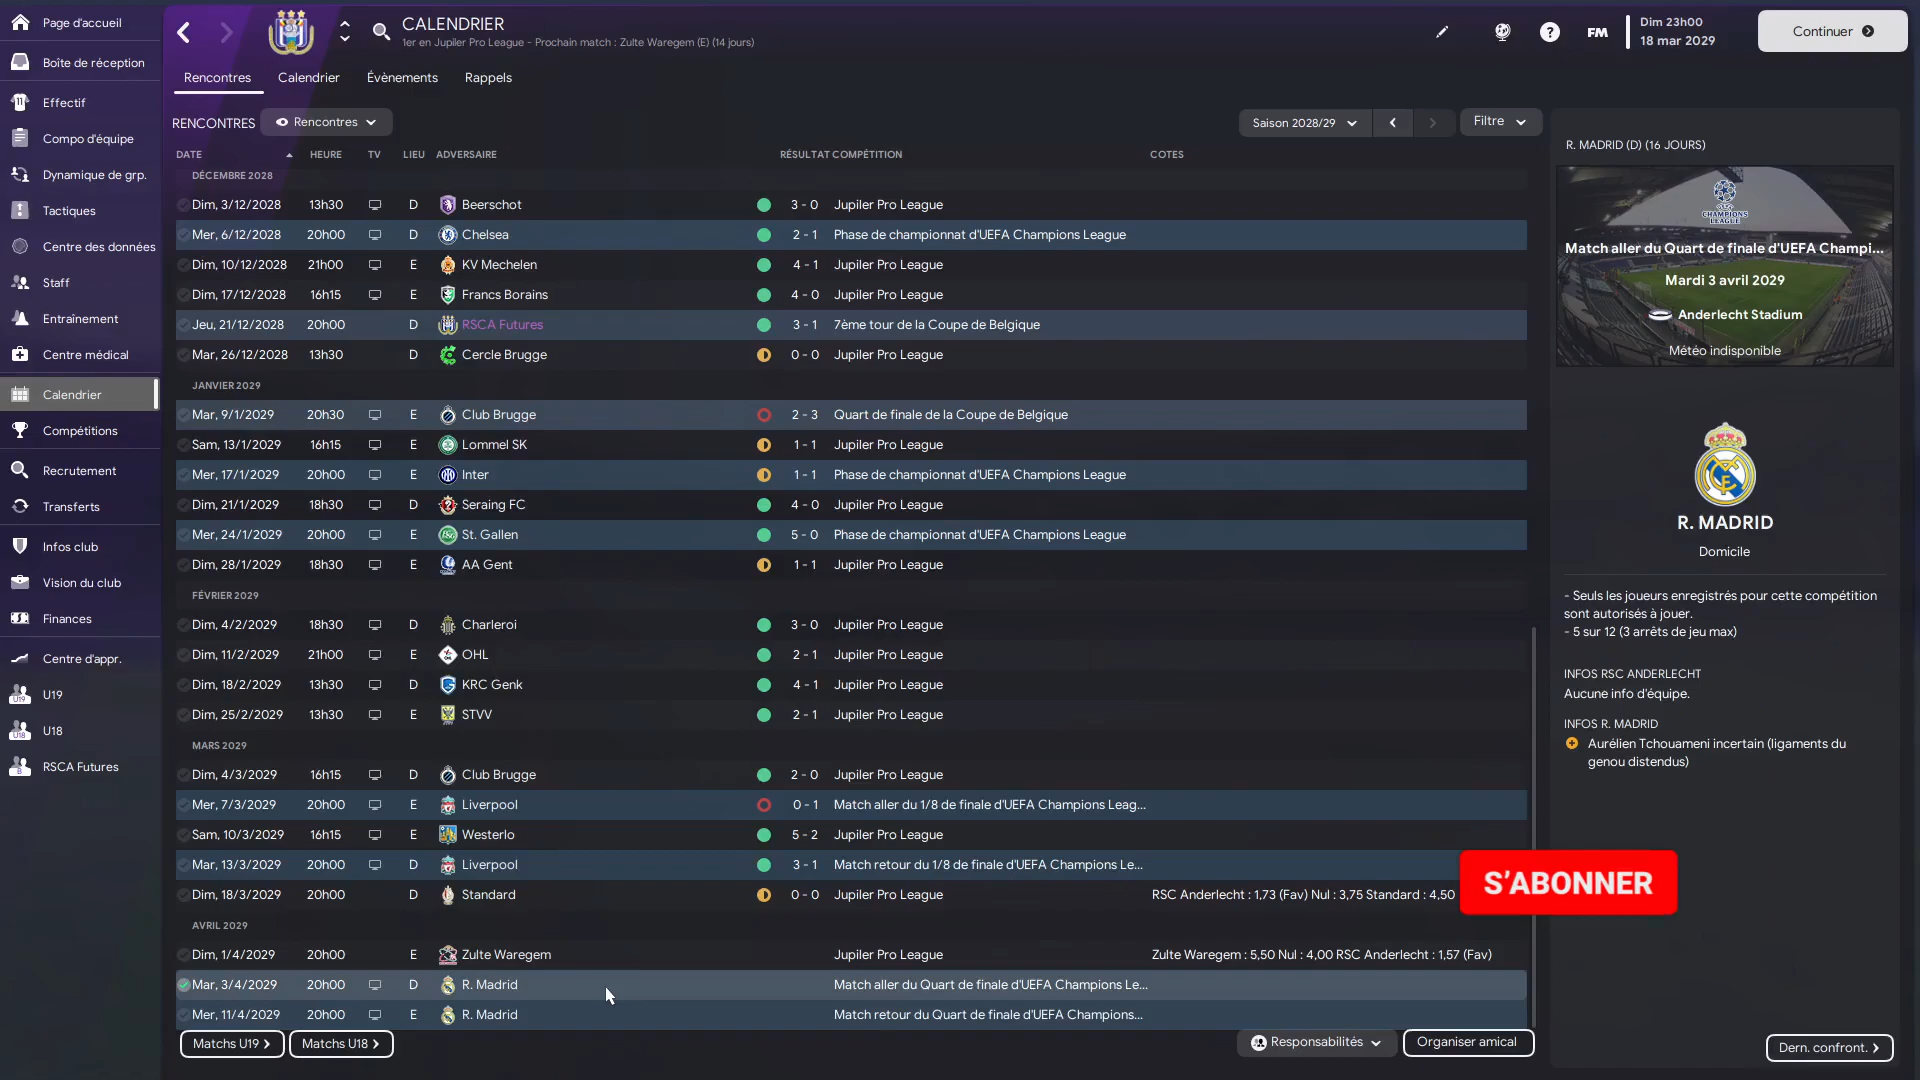 Page d'accueil
Boîte de réception
Effectif
Compo d'équipe
Dynamique de grp.
Tactiques
Centre des données
Staff
Entraînement
Centre médical
Calendrier
Compétitions
Recrutement
Transferts
Infos club
Vision du club
Finances
Centre d'appr.
U19
U18
RSCA Futures
CALENDRIER
1er en Jupiler Pro League - Prochain match : Zulte Waregem (E) (14 jours)
FM
Dim 23h00
18 mar 2029
Continuer
Rencontres Calendrier Évènements Rappels
RENCONTRES Rencontres Saison 2028/29 Filtre
DATE HEURE TV LIEU ADVERSAIRE RÉSULTAT COMPÉTITION COTES
DÉCEMBRE 2028
Dim, 3/12/2028 13h30 D Beerschot 3 - 0 Jupiler Pro League
Mer, 6/12/2028 20h00 D Chelsea 2 - 1 Phase de championnat d'UEFA Champions League
Dim, 10/12/2028 21h00 E KV Mechelen 4 - 1 Jupiler Pro League
Dim, 17/12/2028 16h15 E Francs Borains 4 - 0 Jupiler Pro League
Jeu, 21/12/2028 20h00 D RSCA Futures 3 - 1 7ème tour de la Coupe de Belgique
Mar, 26/12/2028 13h30 D Cercle Brugge 0 - 0 Jupiler Pro League
JANVIER 2029
Mar, 9/1/2029 20h30 E Club Brugge 2 - 3 Quart de finale de la Coupe de Belgique
Sam, 13/1/2029 16h15 E Lommel SK 1 - 1 Jupiler Pro League
Mer, 17/1/2029 20h00 E Inter 1 - 1 Phase de championnat d'UEFA Champions League
Dim, 21/1/2029 18h30 D Seraing FC 4 - 0 Jupiler Pro League
Mer, 24/1/2029 20h00 E St. Gallen 5 - 0 Phase de championnat d'UEFA Champions League
Dim, 28/1/2029 18h30 E AA Gent 1 - 1 Jupiler Pro League
FÉVRIER 2029
Dim, 4/2/2029 18h30 D Charleroi 3 - 0 Jupiler Pro League
Dim, 11/2/2029 21h00 E OHL 2 - 1 Jupiler Pro League
Dim, 18/2/2029 13h30 D KRC Genk 4 - 1 Jupiler Pro League
Dim, 25/2/2029 13h30 E STVV 2 - 1 Jupiler Pro League
MARS 2029
Dim, 4/3/2029 16h15 D Club Brugge 2 - 0 Jupiler Pro League
Mer, 7/3/2029 20h00 E Liverpool 0 - 1 Match aller du 1/8 de finale d'UEFA Champions Leag...
Sam, 10/3/2029 16h15 E Westerlo 5 - 2 Jupiler Pro League
Mar, 13/3/2029 20h00 D Liverpool 3 - 1 Match retour du 1/8 de finale d'UEFA Champions Le...
Dim, 18/3/2029 20h00 D Standard 0 - 0 Jupiler Pro League RSC Anderlecht : 1,73 (Fav) Nul : 3,75 Standard : 4,50
AVRIL 2029
Dim, 1/4/2029 20h00 E Zulte Waregem Jupiler Pro League Zulte Waregem : 5,50 Nul : 4,00 RSC Anderlecht : 1,57 (Fav)
Mar, 3/4/2029 20h00 D R. Madrid Match aller du Quart de finale d'UEFA Champions Le...
Mer, 11/4/2029 20h00 E R. Madrid Match retour du Quart de finale d'UEFA Champions...
Matchs U19 Matchs U18 Responsabilités Organiser amical
R. MADRID (D) (16 JOURS)
UEFA
CHAMPIONS
LEAGUE
Match aller du Quart de finale d'UEFA Champi...
Mardi 3 avril 2029
Anderlecht Stadium
Météo indisponible
R. MADRID
Domicile
- Seuls les joueurs enregistrés pour cette compétition
sont autorisés à jouer.
- 5 sur 12 (3 arrêts de jeu max)
INFOS RSC ANDERLECHT
Aucune info d'équipe.
INFOS R. MADRID
Aurélien Tchouameni incertain (ligaments du
genou distendus)
S'ABONNER
Dern. confront.